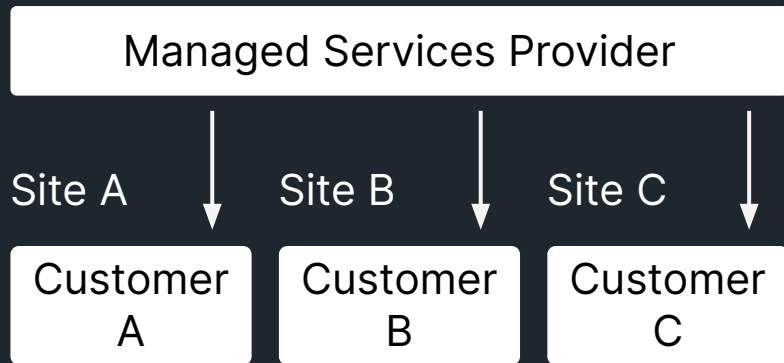 Managed Services Provider
Site A
Site B
Site C
Customer
A
Customer
B
Customer
C